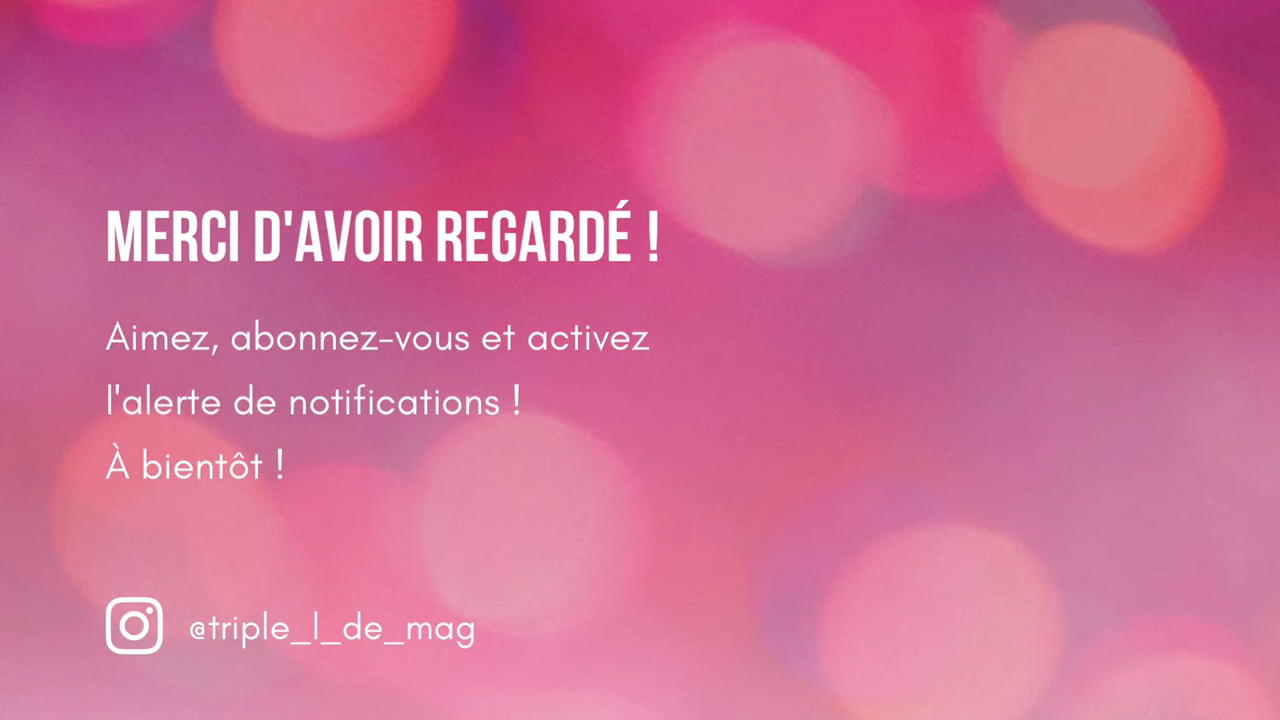 MERCI D'AVOIR REGARDÉ !
Aimez, abonnez-vous et activez
l'alerte de notifications !
À bientôt !
@triple_l_de_mag